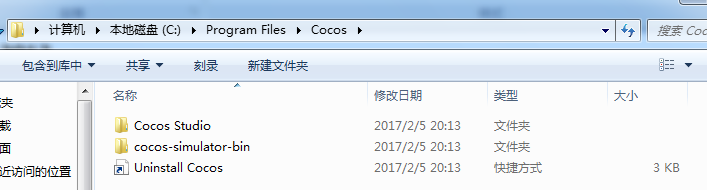 计算机 ▸ 本地磁盘 (C:) ▸ Program Files ▸ Cocos ▸ 搜索 Coc
包含到库中 共享 刻录 新建文件夹
名称 修改日期 类型 大小
夹
载 Cocos Studio 2017/2/5 20:13 文件夹
面 cocos-simulator-bin 2017/2/5 20:13 文件夹
近访问的位置 Uninstall Cocos 2017/2/5 20:13 快捷方式 3 KB